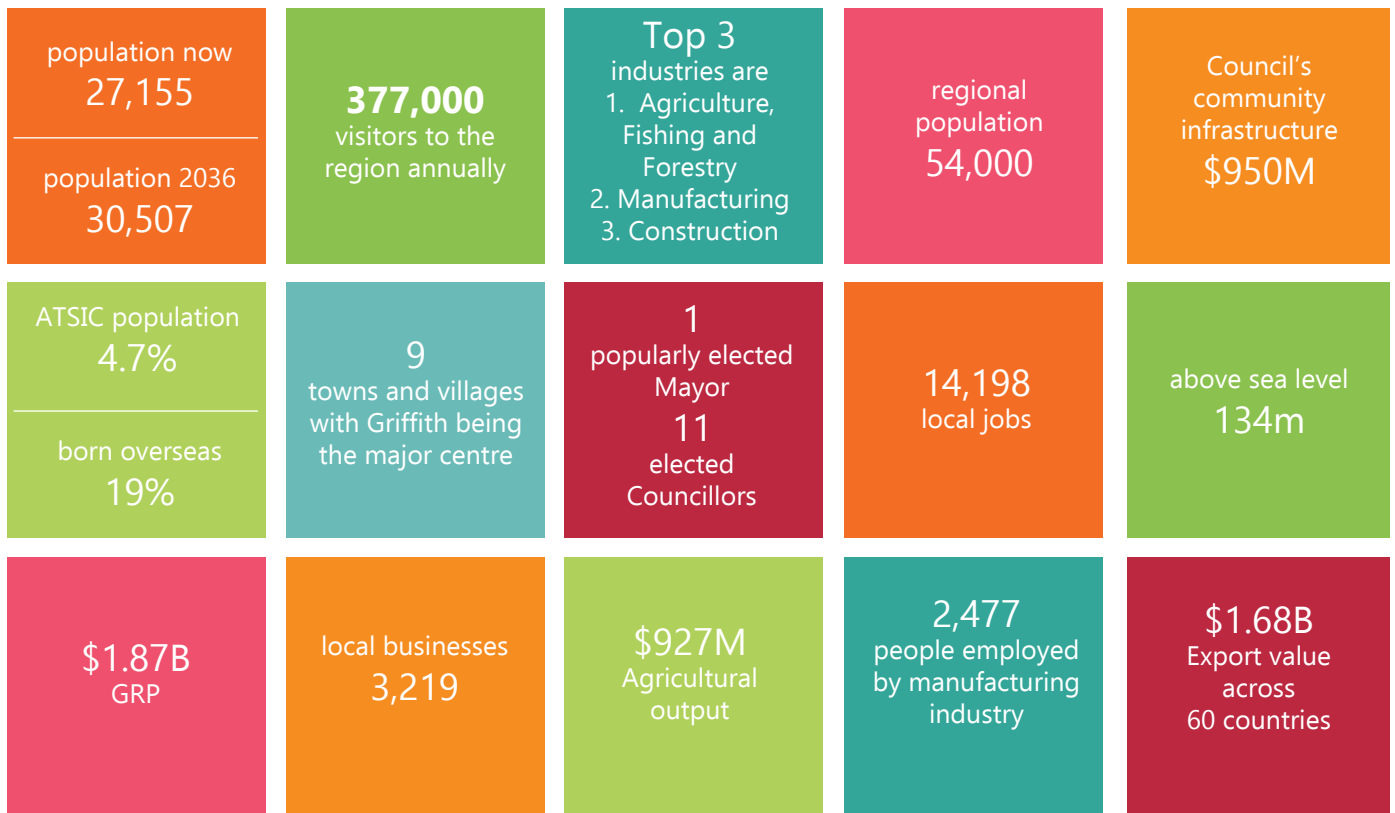 population now
27,155
population 2036
30,507
377,000
visitors to the
region annually
Top 3
industries are
1. Agriculture,
Fishing and
Forestry
2. Manufacturing
3. Construction
regional
population
54,000
Council's
community
infrastructure
$950M
ATSIC population
4.7%
born overseas
19%
9
towns and villages
with Griffith being
the major centre
1
popularly elected
Mayor
11
elected
Councillors
14,198
local jobs
above sea level
134m
$1.87B
GRP
local businesses
3,219
$927M
Agricultural
output
2,477
people employed
by manufacturing
industry
$1.68B
Export value
across
60 countries